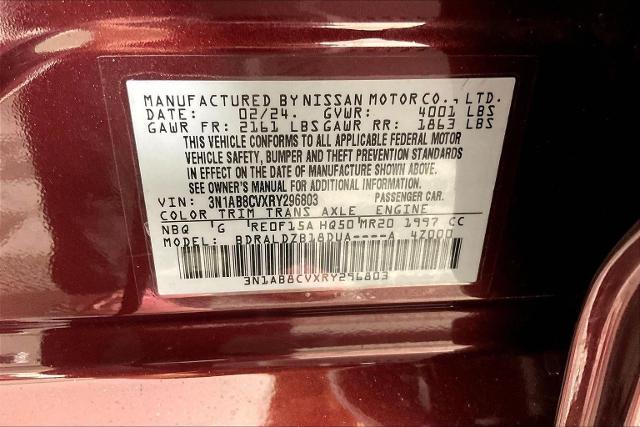 MANUFACTURED BY NISSAN MOTOR CO., LTD.
DATE: 02/24. GVWR: 4001 LBS
GAWR FR: 2161 LBS GAWR RR: 1863 LBS
THIS VEHICLE CONFORMS TO ALL APPLICABLE FEDERAL MOTOR
VEHICLE SAFETY, BUMPER AND THEFT PREVENTION STANDARDS
IN EFFECT ON THE DATE OF MANUFACTURE SHOWN ABOVE.
SEE OWNER'S MANUAL FOR ADDITIONAL INFORMATION.
VIN: 3N1AB8CVXRY296803 PASSENGER CAR.
COLOR TRIM TRANS AXLE ENGINE
NBQ G RE0F15A HQ50 MR20 1997 CC
MODEL: BDRALDZB18DUA----A 4Z000
3N1AB8CVXRY296803